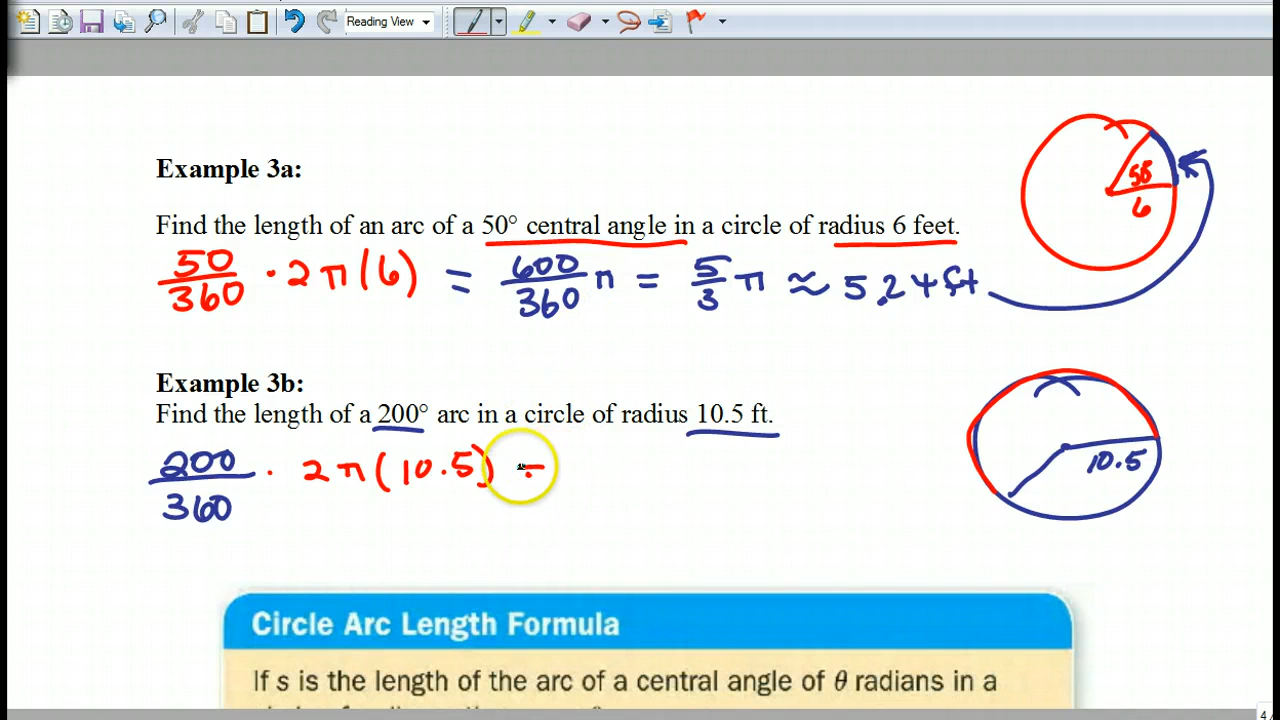 Reading View
Example 3a:
Find the length of an arc of a 50° central angle in a circle of radius 6 feet.
50/360 · 2π(6) = 600/360 π = 5/3 π ≈ 5.24 ft
50
6
Example 3b:
Find the length of a 200° arc in a circle of radius 10.5 ft.
200/360 · 2π(10.5) =
10.5
Circle Arc Length Formula
If s is the length of the arc of a central angle of θ radians in a
4